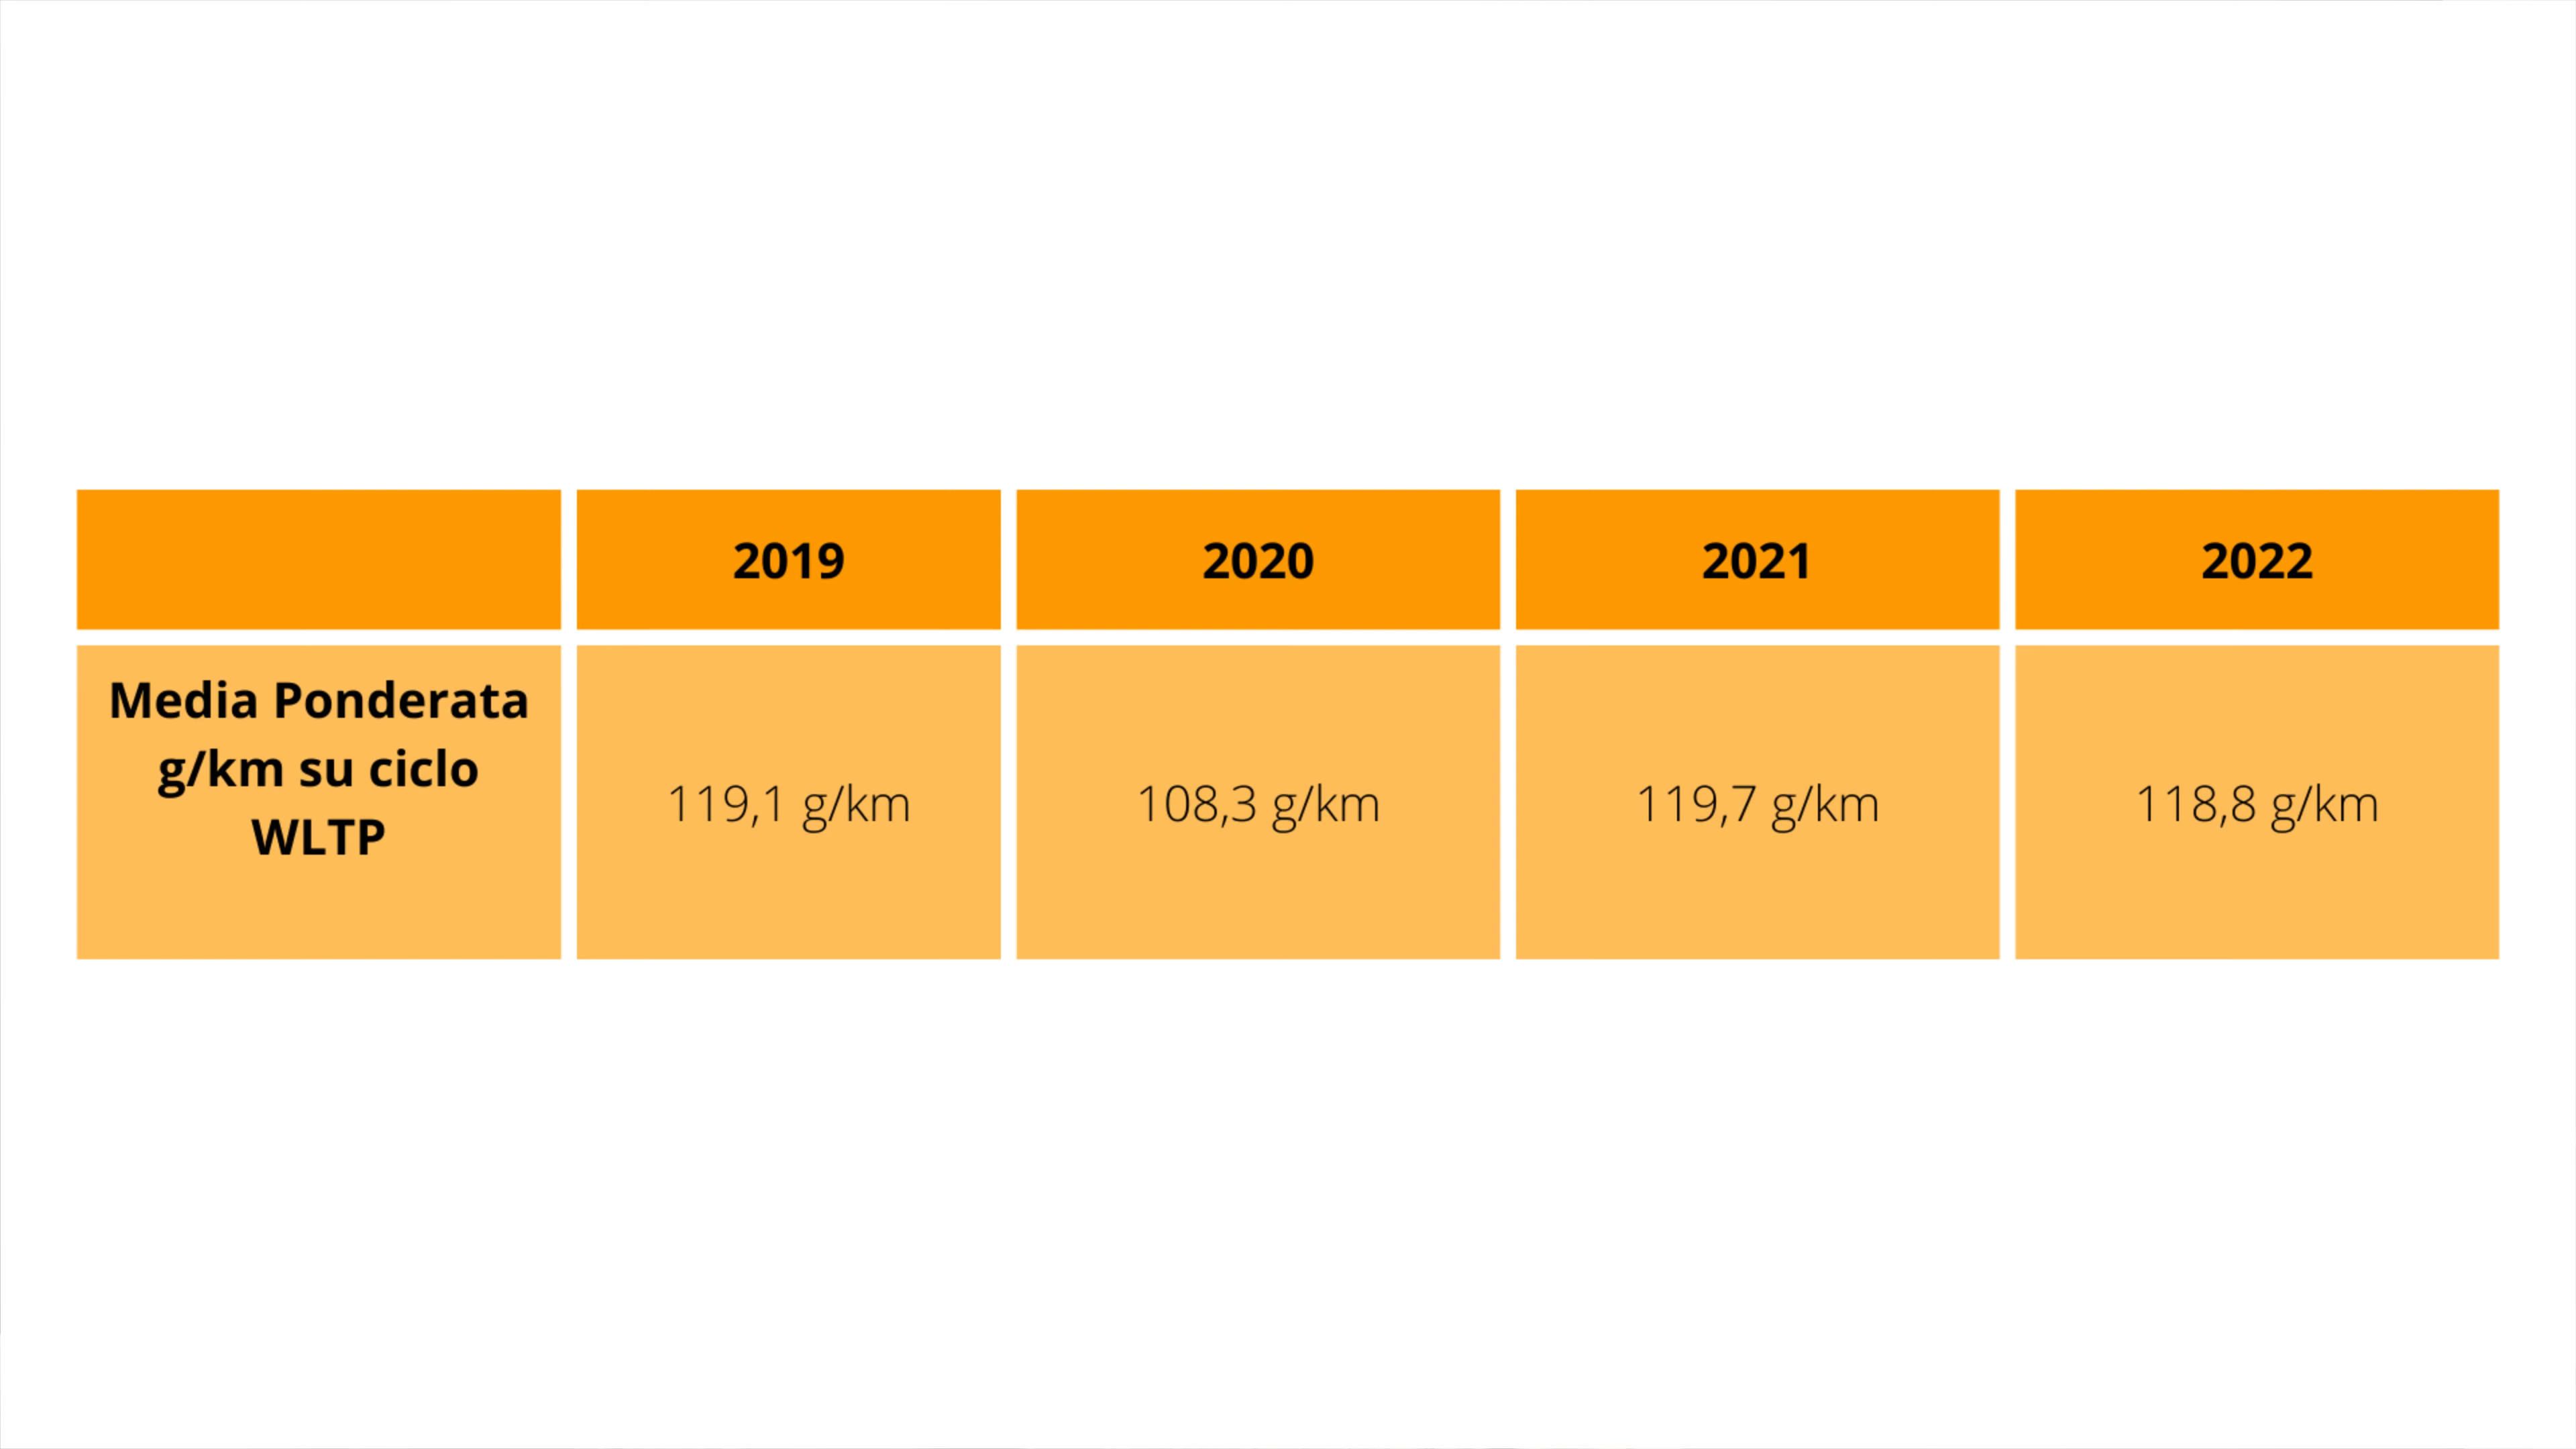 2019 2020 2021 2022
Media Ponderata
g/km su ciclo
WLTP
119,1 g/km 108,3 g/km 119,7 g/km 118,8 g/km